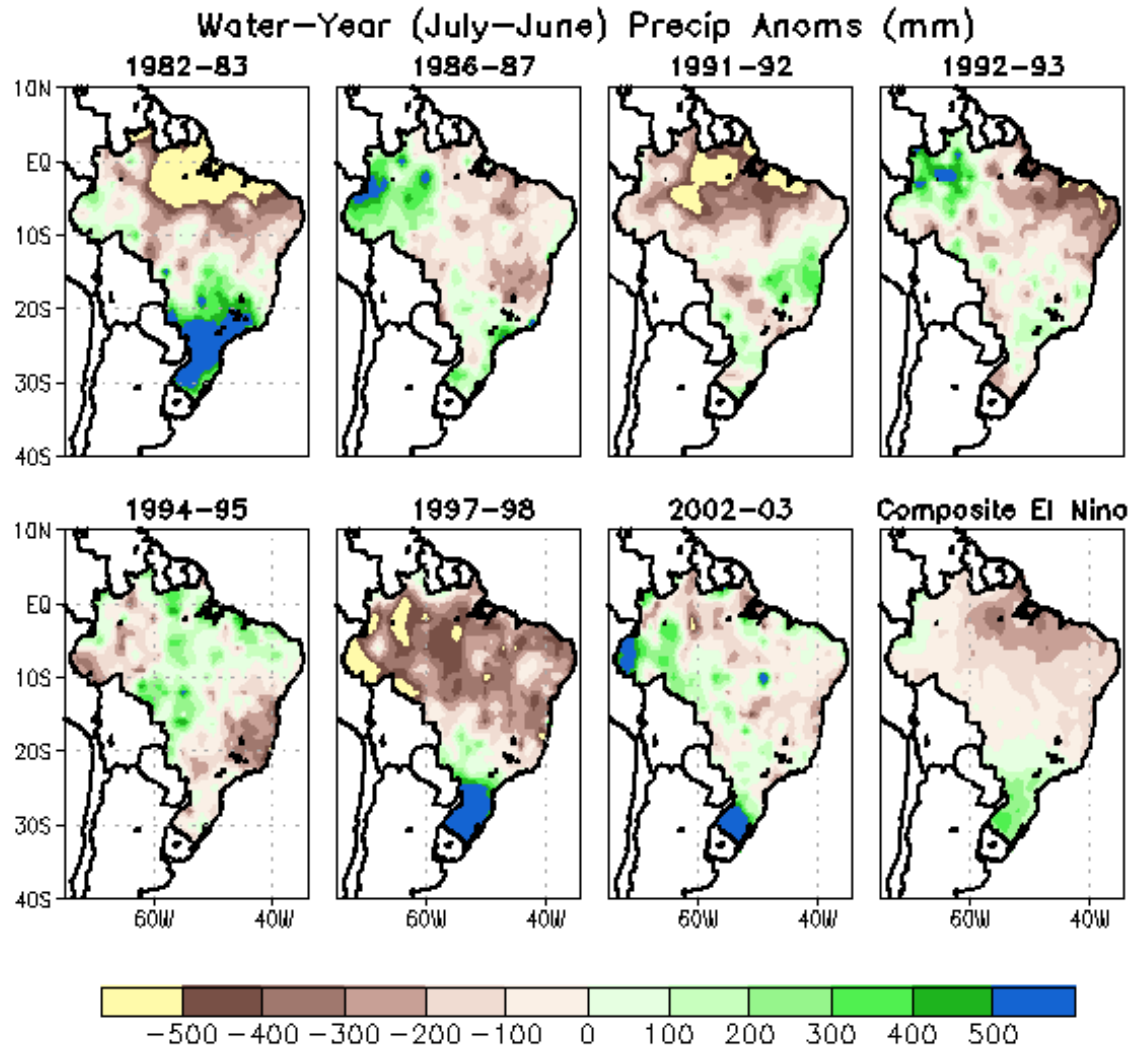 Water-Year (July-June) Precip Anoms (mm)
1982-83 1986-87 1991-92 1992-93
10N
EQ
10S
20S
30S
40S
1994-95 1997-98 2002-03 Composite El Nino
10N
EQ
10S
20S
30S
40S
60W 40W 60W 40W 60W 40W 60W 40W
-500 -400 -300 -200 -100 0 100 200 300 400 500